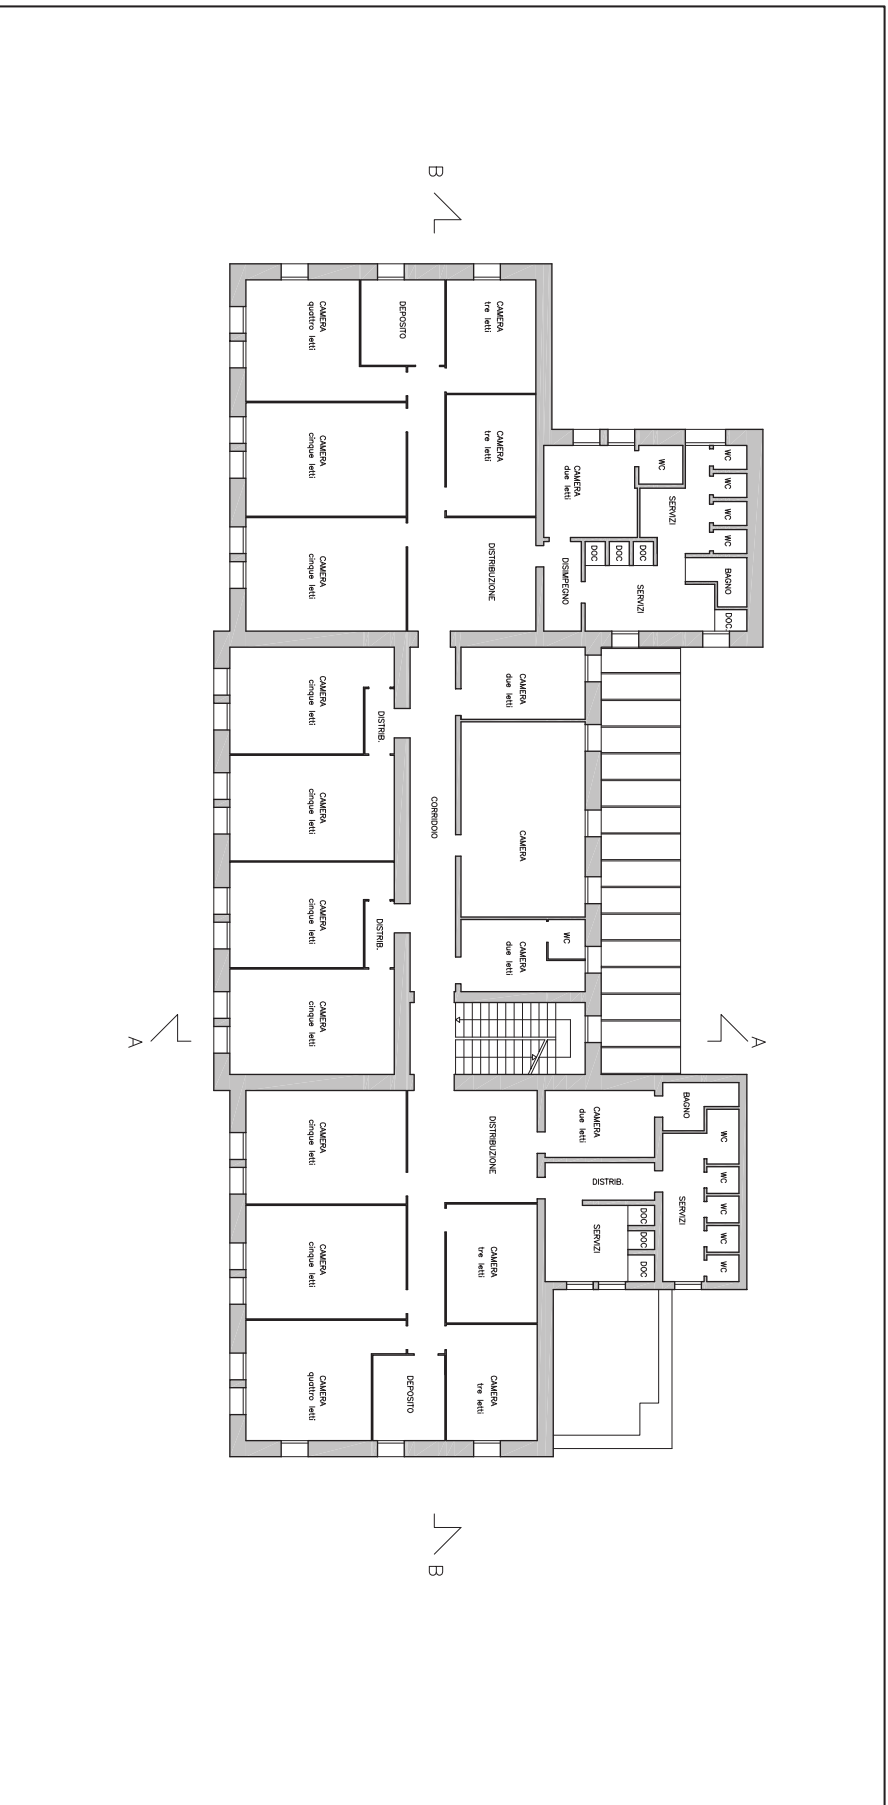 B
CAMERA
quattro letti
DEPOSITO
CAMERA
tre letti
CAMERA
cinque letti
CAMERA
tre letti
CAMERA
due letti
WC
WC
WC
WC
WC
SERVIZI
CAMERA
cinque letti
DISTRIBUZIONE
DISIMPEGNO
DOC
DOC
DOC
SERVIZI
BAGNO
DOC.
CAMERA
cinque letti
DISTRIB.
CAMERA
due letti
CAMERA
cinque letti
CORRIDOIO
CAMERA
CAMERA
cinque letti
DISTRIB.
CAMERA
due letti
WC
CAMERA
cinque letti
A
A
CAMERA
cinque letti
DISTRIBUZIONE
CAMERA
due letti
BAGNO
WC
DISTRIB.
SERVIZI
WC
WC
WC
WC
CAMERA
cinque letti
CAMERA
tre letti
SERVIZI
DOC
DOC
DOC
CAMERA
quattro letti
DEPOSITO
CAMERA
tre letti
B